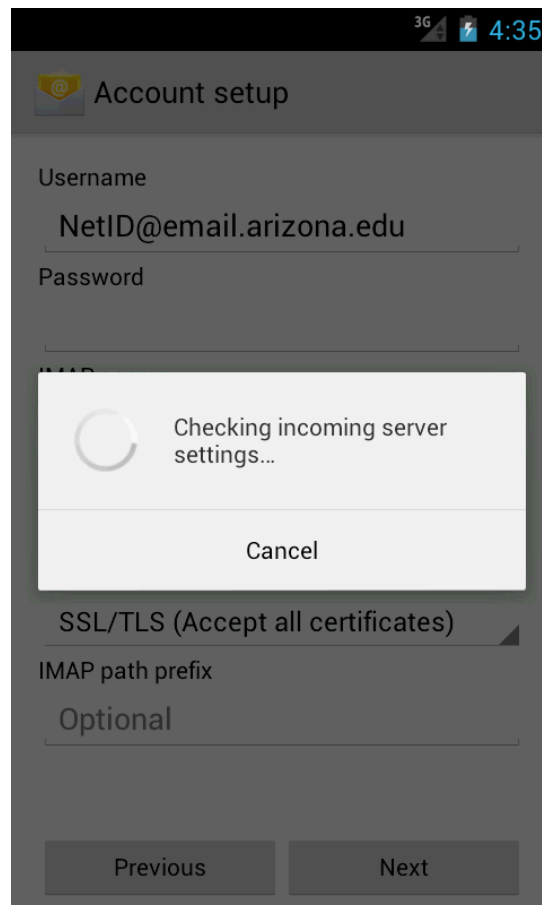 3G 4:35
Account setup
Username
NetID@email.arizona.edu
Password
Checking incoming server
settings...
Cancel
SSL/TLS (Accept all certificates)
IMAP path prefix
Optional
Previous Next